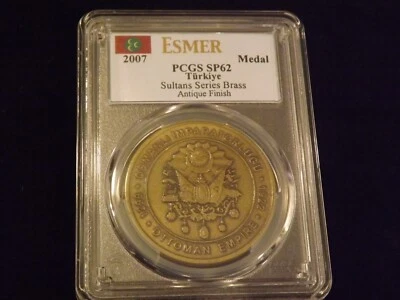 ESMER
2007 Medal
PCGS SP62
Türkiye
Sultans Series Brass
Antique Finish
OTTOMAN EMPIRE